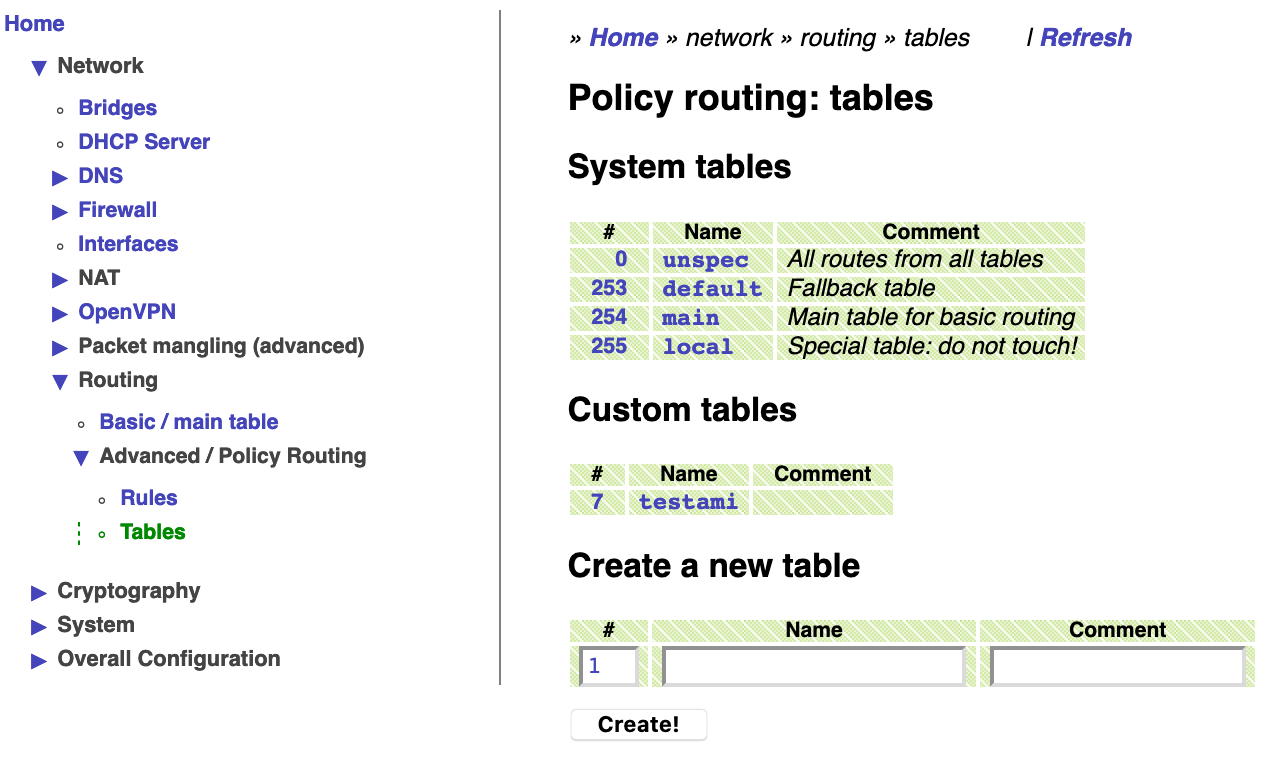 Home
▼ Network
Bridges
DHCP Server
▶ DNS
▶ Firewall
Interfaces
▶ NAT
▶ OpenVPN
▶ Packet mangling (advanced)
▼ Routing
Basic / main table
▼ Advanced / Policy Routing
Rules
Tables
▶ Cryptography
▶ System
▶ Overall Configuration
» Home » network » routing » tables | Refresh
Policy routing: tables
System tables
# Name Comment
0 unspec All routes from all tables
253 default Fallback table
254 main Main table for basic routing
255 local Special table: do not touch!
Custom tables
# Name Comment
7 testami
Create a new table
# Name Comment
1
Create!